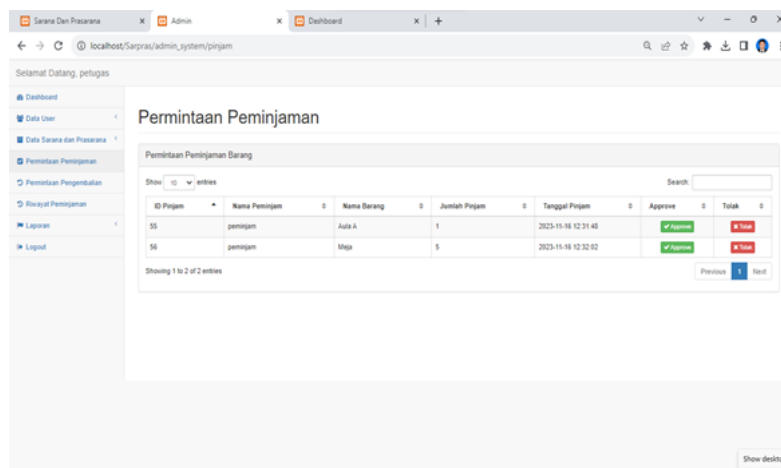 Sarana Dan Prasarana
Admin
Dashboard
localhost/Sarpras/admin_system/pinjam
Selamat Datang, petugas
Dashboard
Data User
Data Sarana dan Prasarana
Permintaan Peminjaman
Permintaan Pengembalian
Riwayat Peminjaman
Laporan
Logout
Permintaan Peminjaman
Permintaan Peminjaman Barang
Show 10 entries
Search:
ID Pinjam Nama Peminjam Nama Barang Jumlah Pinjam Tanggal Pinjam Approve Tolak
55 peminjam Aula A 1 2023-11-16 12:31:48 Approve Tolak
56 peminjam Meja 5 2023-11-16 12:32:02 Approve Tolak
Showing 1 to 2 of 2 entries
Previous 1 Next
Show deskt